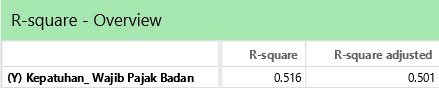 R-square - Overview
R-square R-square adjusted
(Y) Kepatuhan_ Wajib Pajak Badan 0.516 0.501